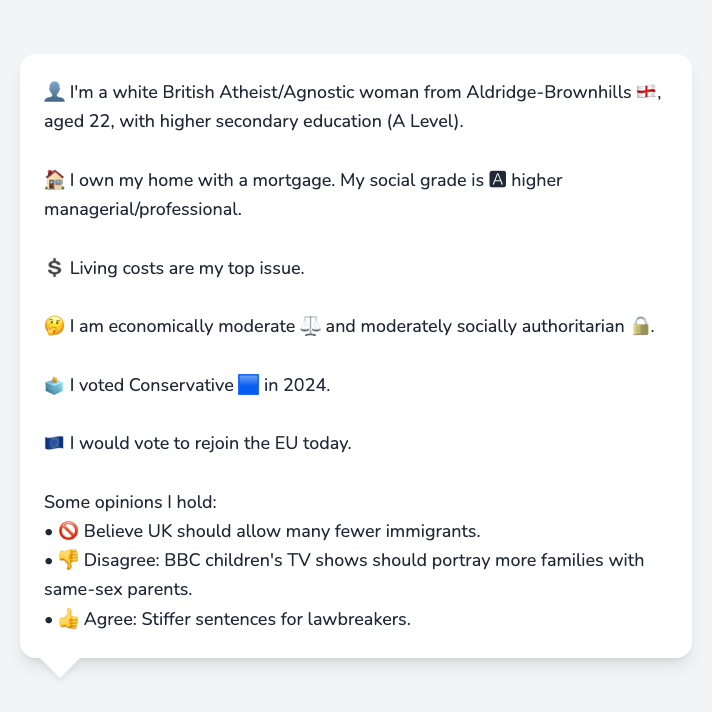 👤 I'm a white British Atheist/Agnostic woman from Aldridge-Brownhills 🏴󠁧󠁢󠁥󠁮󠁧󠁿,
aged 22, with higher secondary education (A Level).
🏠 I own my home with a mortgage. My social grade is 🅰 higher
managerial/professional.
💲 Living costs are my top issue.
🤔 I am economically moderate ⚖️ and moderately socially authoritarian 🔒.
🗳️ I voted Conservative 🟦 in 2024.
🇪🇺 I would vote to rejoin the EU today.
Some opinions I hold:
• 🚫 Believe UK should allow many fewer immigrants.
• 👎 Disagree: BBC children's TV shows should portray more families with
same-sex parents.
• 👍 Agree: Stiffer sentences for lawbreakers.